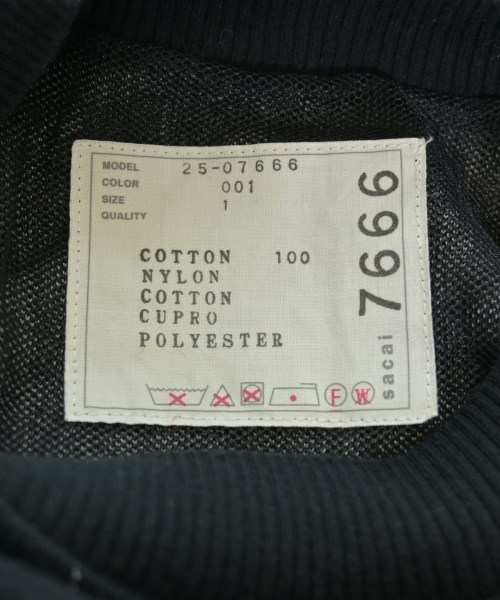 MODEL 25-07666
COLOR 001
SIZE 1
QUALITY
COTTON 100
NYLON
COTTON
CUPRO
POLYESTER
F W
7666
sacai